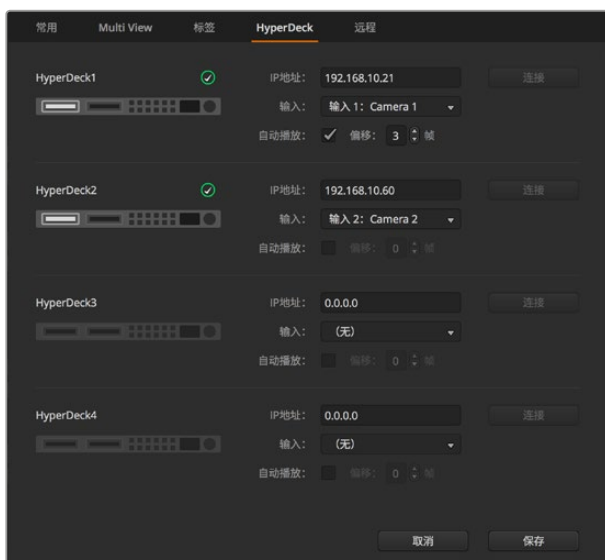 常用 Multi View 标签 HyperDeck 远程
HyperDeck1 IP地址： 192.168.10.21 连接
输入： 输入 1：Camera 1
自动播放： 偏移： 3 帧
HyperDeck2 IP地址： 192.168.10.60 连接
输入： 输入 2：Camera 2
自动播放： 偏移： 0 帧
HyperDeck3 IP地址： 0.0.0.0 连接
输入： （无）
自动播放： 偏移： 0 帧
HyperDeck4 IP地址： 0.0.0.0 连接
输入： （无）
自动播放： 偏移： 0 帧
取消 保存